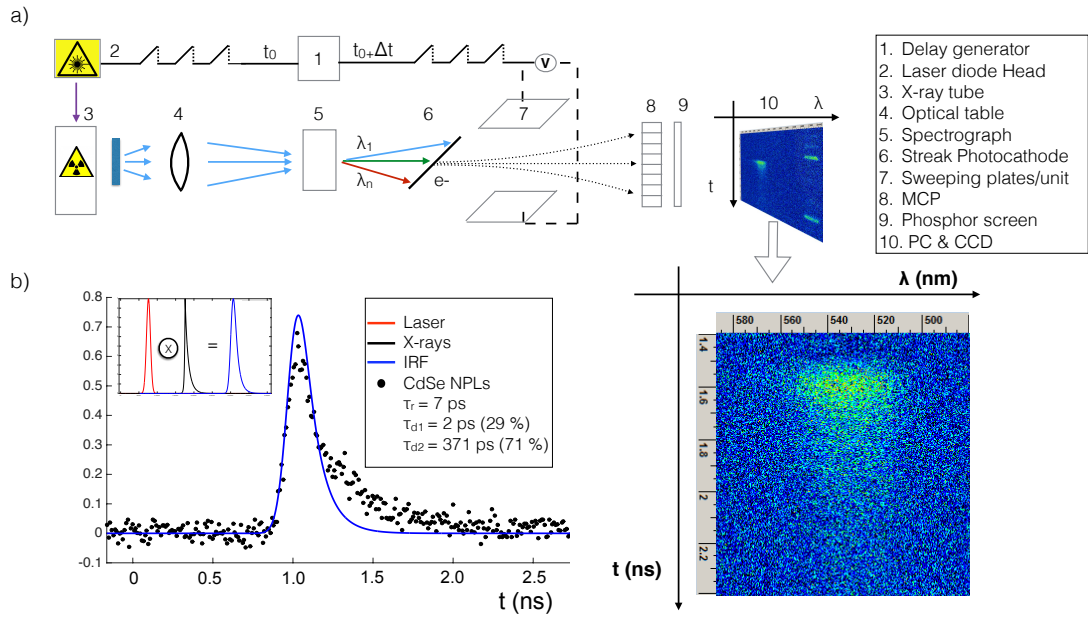 a)
2
t0
1
t0+Δt
V
3
4
5
6
7
8
9
10
λ
λ1
λn
e-
t
1. Delay generator
2. Laser diode Head
3. X-ray tube
4. Optical table
5. Spectrograph
6. Streak Photocathode
7. Sweeping plates/unit
8. MCP
9. Phosphor screen
10. PC & CCD
b)
0.8
0.7
0.6
0.5
0.4
0.3
0.2
0.1
0
-0.1
0 0.5 1.0 1.5 2.0 2.5
t (ns)
X =
Laser
X-rays
IRF
CdSe NPLs
τr = 7 ps
τd1 = 2 ps (29 %)
τd2 = 371 ps (71 %)
λ (nm)
580 560 540 520 500
1.4
1.6
1.8
2
2.2
t (ns)